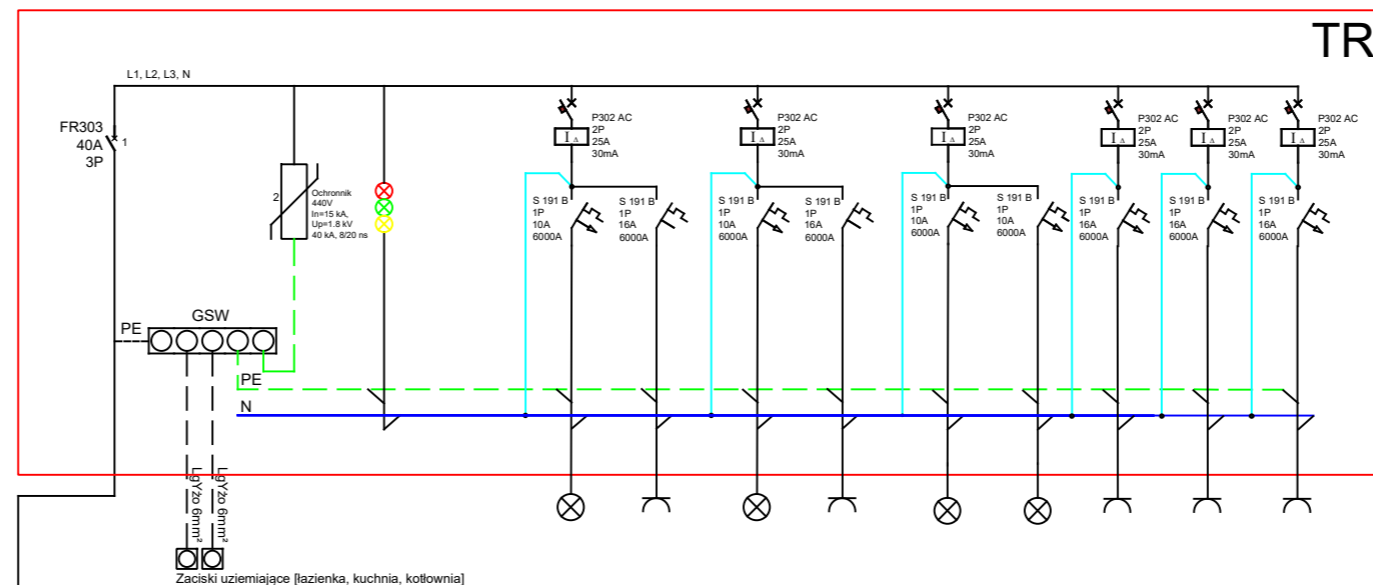 TR
L1, L2, L3, N
FR303
40A
3P
1
2
Ochronnik
440V
In=15 kA,
Up=1.8 kV
40 kA, 8/20 ns
P302 AC
2P
25A
30mA
I Δ
P302 AC
2P
25A
30mA
I Δ
P302 AC
2P
25A
30mA
I Δ
P302 AC
2P
25A
30mA
I Δ
P302 AC
2P
25A
30mA
I Δ
P302 AC
2P
25A
30mA
I Δ
S 191 B
1P
10A
6000A
S 191 B
1P
16A
6000A
S 191 B
1P
10A
6000A
S 191 B
1P
16A
6000A
S 191 B
1P
10A
6000A
S 191 B
1P
10A
6000A
S 191 B
1P
16A
6000A
S 191 B
1P
16A
6000A
S 191 B
1P
16A
6000A
GSW
PE
PE
N
LgYżo 6mm²
LgYżo 6mm²
Zaciski uziemiające [łazienka, kuchnia, kotłownia]